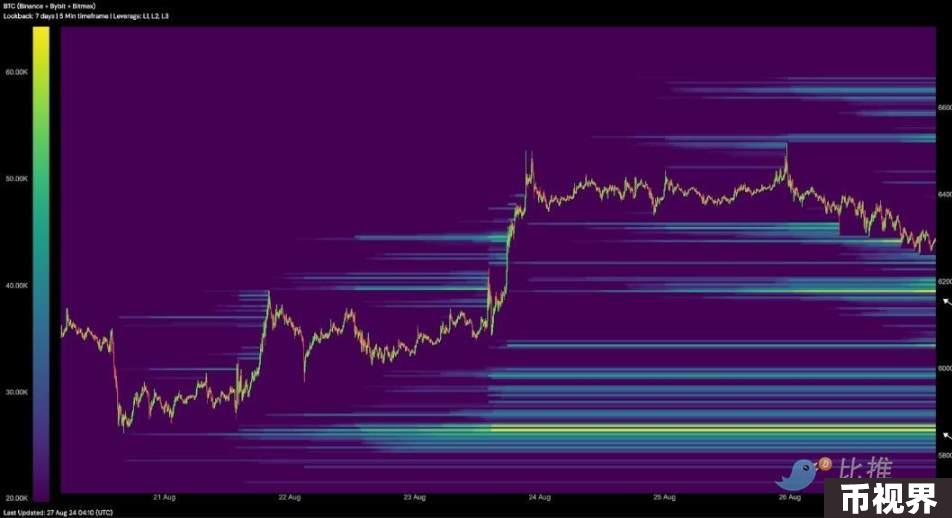 BTC (Binance + Bybit + Bitmex)
Lookback: 7 days | 5 Min timeframe | Leverage: L1, L2, L3
60.00K
50.00K
40.00K
30.00K
20.00K
6600
6400
6200
6000
5800
21 Aug
22 Aug
23 Aug
24 Aug
25 Aug
26 Aug
Last Updated: 27 Aug 24 04:10 (UTC)
比推
币视界